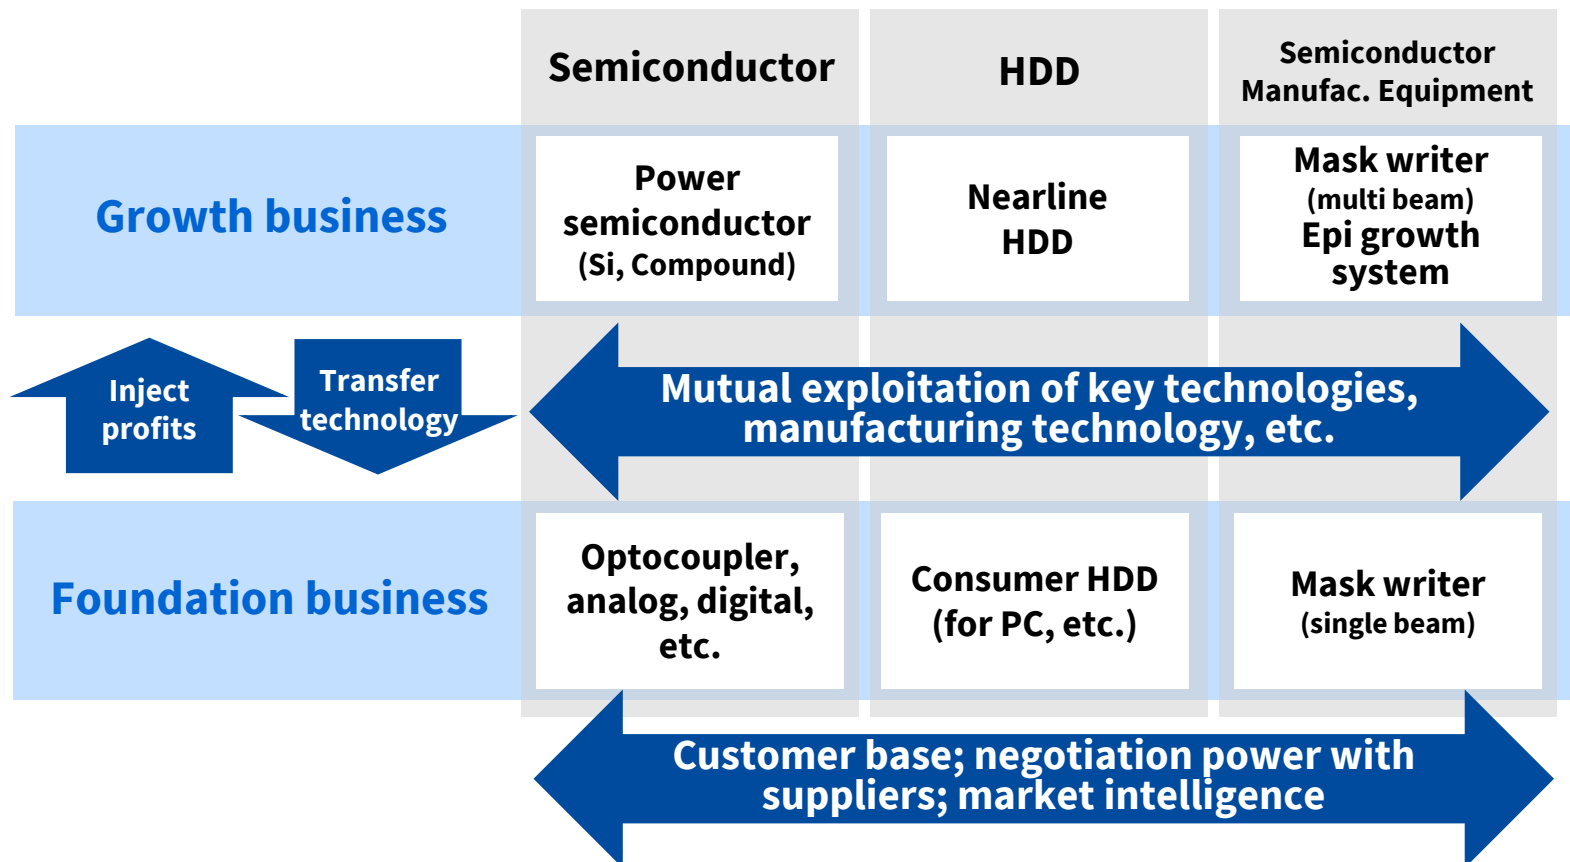 Semiconductor
HDD
Semiconductor
Manufac. Equipment
Growth business
Power
semiconductor
(Si, Compound)
Nearline
HDD
Mask writer
(multi beam)
Epi growth
system
Inject
profits
Transfer
technology
Mutual exploitation of key technologies,
manufacturing technology, etc.
Foundation business
Optocoupler,
analog, digital,
etc.
Consumer HDD
(for PC, etc.)
Mask writer
(single beam)
Customer base; negotiation power with
suppliers; market intelligence